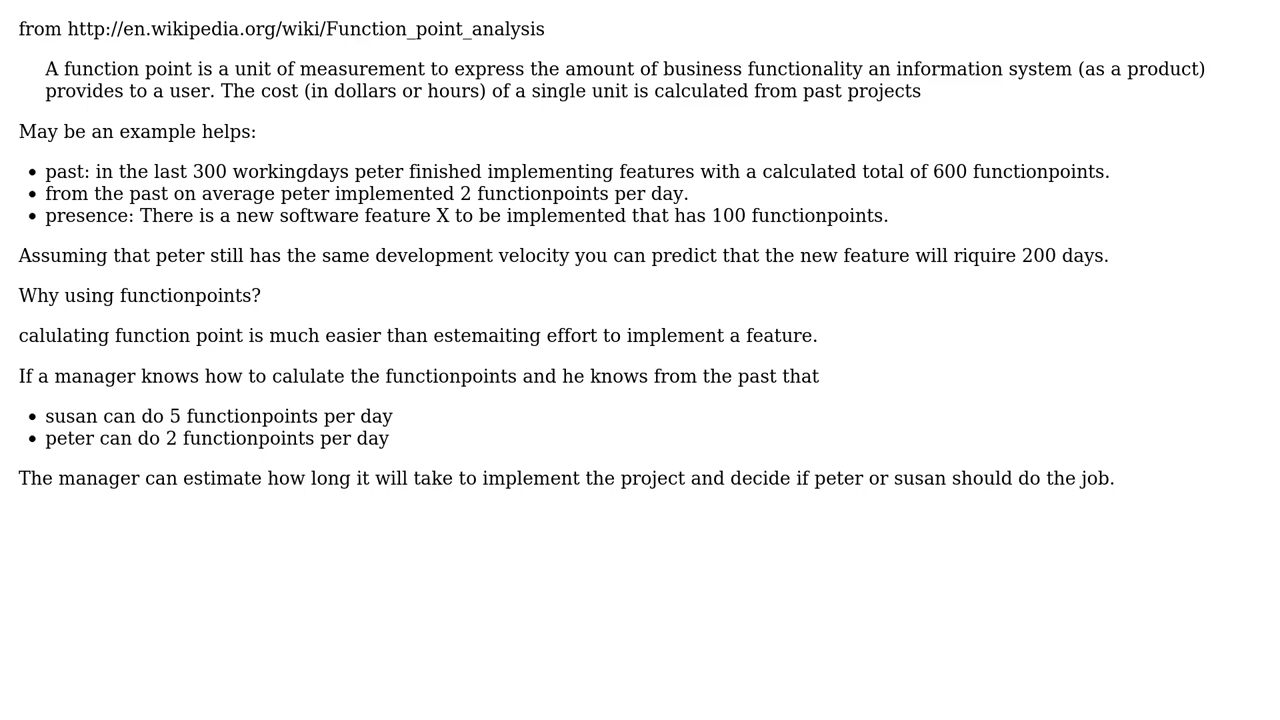 from http://en.wikipedia.org/wiki/Function_point_analysis
A function point is a unit of measurement to express the amount of business functionality an information system (as a product)
provides to a user. The cost (in dollars or hours) of a single unit is calculated from past projects
May be an example helps:
• past: in the last 300 workingdays peter finished implementing features with a calculated total of 600 functionpoints.
• from the past on average peter implemented 2 functionpoints per day.
• presence: There is a new software feature X to be implemented that has 100 functionpoints.
Assuming that peter still has the same development velocity you can predict that the new feature will riquire 200 days.
Why using functionpoints?
calulating function point is much easier than estemaiting effort to implement a feature.
If a manager knows how to calulate the functionpoints and he knows from the past that
• susan can do 5 functionpoints per day
• peter can do 2 functionpoints per day
The manager can estimate how long it will take to implement the project and decide if peter or susan should do the job.